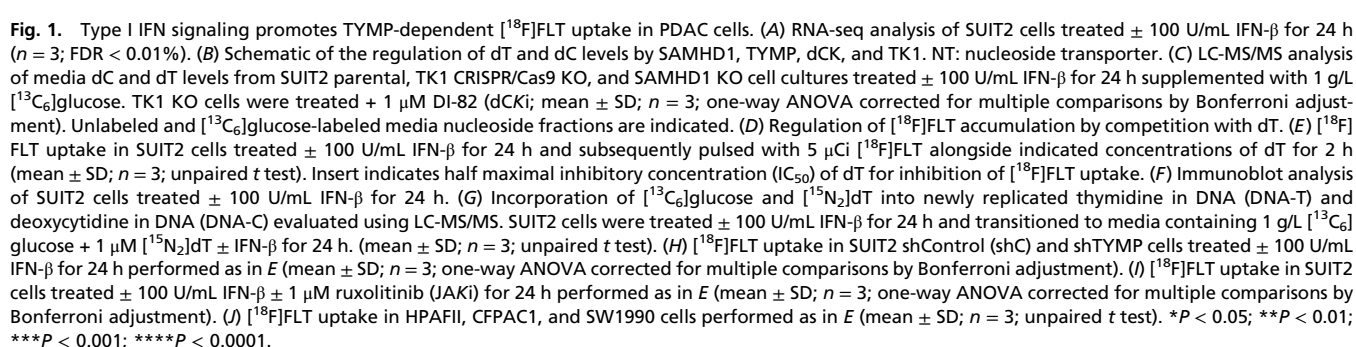 Fig. 1. Type I IFN signaling promotes TYMP-dependent [18F]FLT uptake in PDAC cells. (A) RNA-seq analysis of SUIT2 cells treated ± 100 U/mL IFN-β for 24 h
(n = 3; FDR < 0.01%). (B) Schematic of the regulation of dT and dC levels by SAMHD1, TYMP, dCK, and TK1. NT: nucleoside transporter. (C) LC-MS/MS analysis
of media dC and dT levels from SUIT2 parental, TK1 CRISPR/Cas9 KO, and SAMHD1 KO cell cultures treated ± 100 U/mL IFN-β for 24 h supplemented with 1 g/L
[13C6]glucose. TK1 KO cells were treated + 1 μM DI-82 (dCKi; mean ± SD; n = 3; one-way ANOVA corrected for multiple comparisons by Bonferroni adjust-
ment). Unlabeled and [13C6]glucose-labeled media nucleoside fractions are indicated. (D) Regulation of [18F]FLT accumulation by competition with dT. (E) [18F]
FLT uptake in SUIT2 cells treated ± 100 U/mL IFN-β for 24 h and subsequently pulsed with 5 μCi [18F]FLT alongside indicated concentrations of dT for 2 h
(mean ± SD; n = 3; unpaired t test). Insert indicates half maximal inhibitory concentration (IC50) of dT for inhibition of [18F]FLT uptake. (F) Immunoblot analysis
of SUIT2 cells treated ± 100 U/mL IFN-β for 24 h. (G) Incorporation of [13C6]glucose and [15N2]dT into newly replicated thymidine in DNA (DNA-T) and
deoxycytidine in DNA (DNA-C) evaluated using LC-MS/MS. SUIT2 cells were treated ± 100 U/mL IFN-β for 24 h and transitioned to media containing 1 g/L [13C6]
glucose + 1 μM [15N2]dT ± IFN-β for 24 h. (mean ± SD; n = 3; unpaired t test). (H) [18F]FLT uptake in SUIT2 shControl (shC) and shTYMP cells treated ± 100 U/mL
IFN-β for 24 h performed as in E (mean ± SD; n = 3; one-way ANOVA corrected for multiple comparisons by Bonferroni adjustment). (I) [18F]FLT uptake in SUIT2
cells treated ± 100 U/mL IFN-β ± 1 μM ruxolitinib (JAKi) for 24 h performed as in E (mean ± SD; n = 3; one-way ANOVA corrected for multiple comparisons by
Bonferroni adjustment). (J) [18F]FLT uptake in HPAFII, CFPAC1, and SW1990 cells performed as in E (mean ± SD; n = 3; unpaired t test). *P < 0.05; **P < 0.01;
***P < 0.001; ****P < 0.0001.